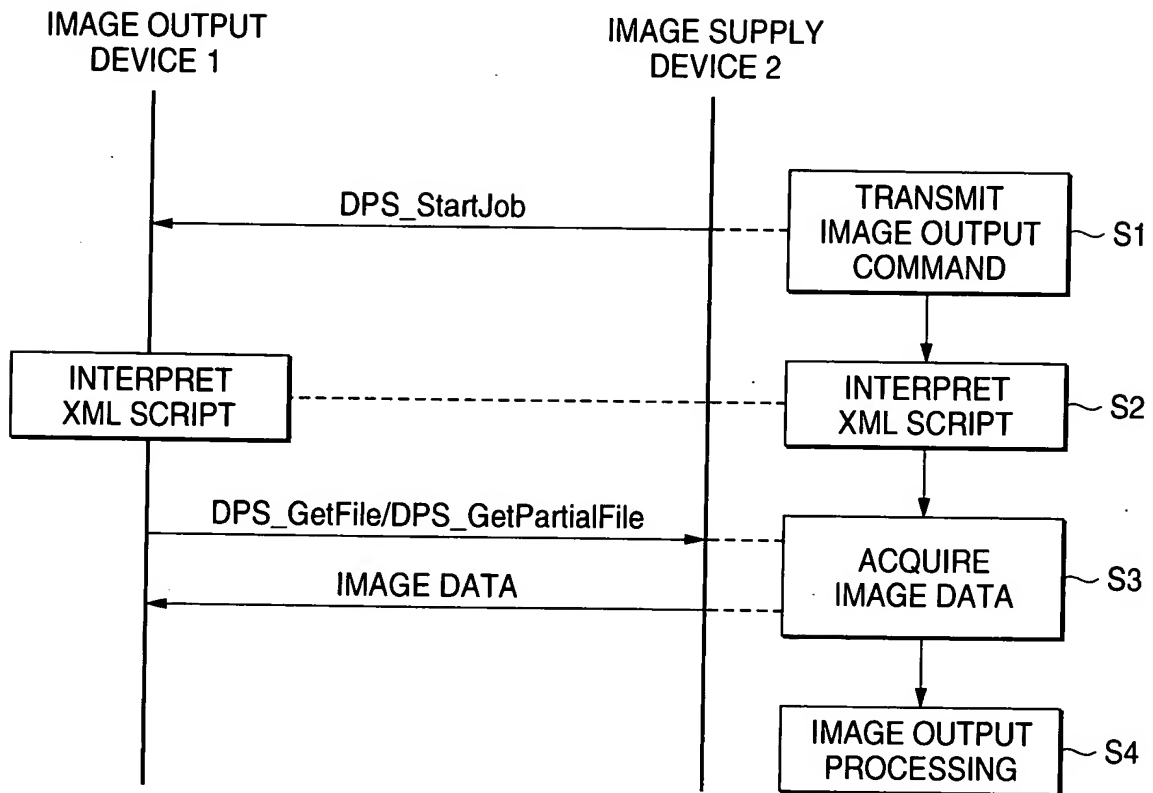 IMAGE OUTPUT
DEVICE 1
IMAGE SUPPLY
DEVICE 2
DPS_StartJob
TRANSMIT
IMAGE OUTPUT
COMMAND
S1
INTERPRET
XML SCRIPT
INTERPRET
XML SCRIPT
S2
DPS_GetFile/DPS_GetPartialFile
IMAGE DATA
ACQUIRE
IMAGE DATA
S3
IMAGE OUTPUT
PROCESSING
S4